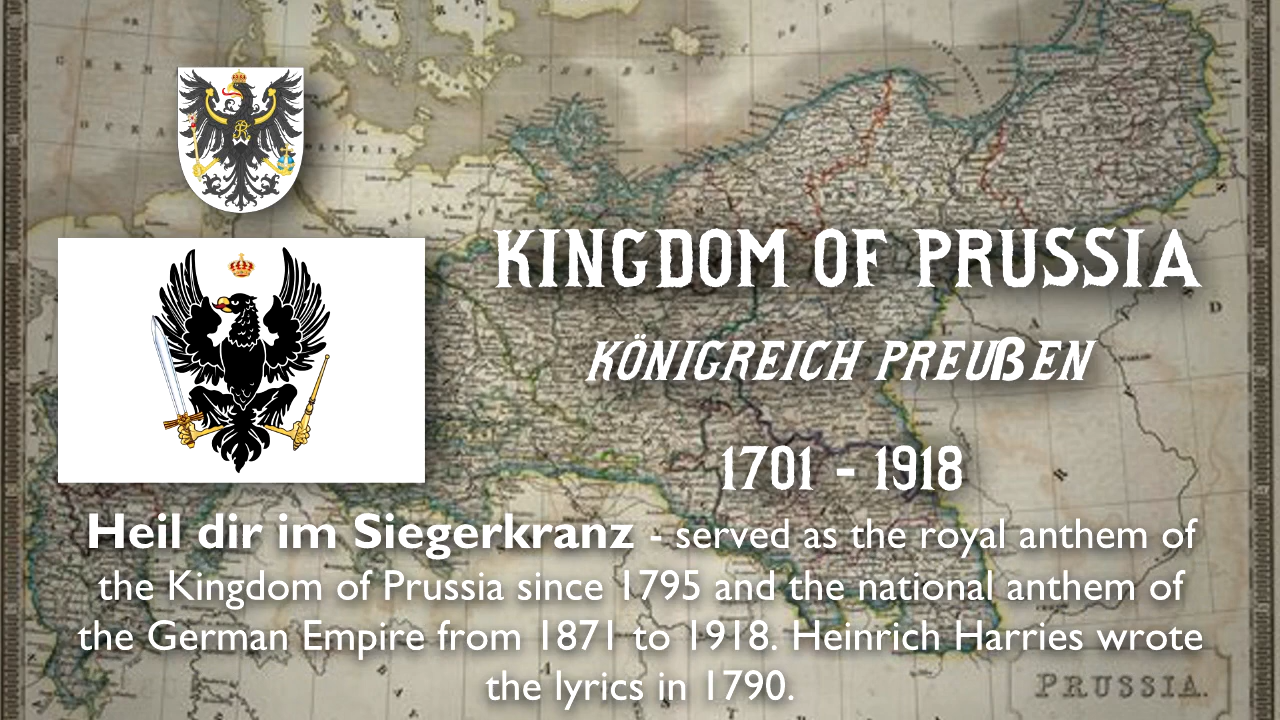 KINGDOM OF PRUSSIA
KÖNIGREICH PREUßEN
1701 - 1918
Heil dir im Siegerkranz - served as the royal anthem of
the Kingdom of Prussia since 1795 and the national anthem of
the German Empire from 1871 to 1918. Heinrich Harries wrote
the lyrics in 1790.
PRUSSIA.